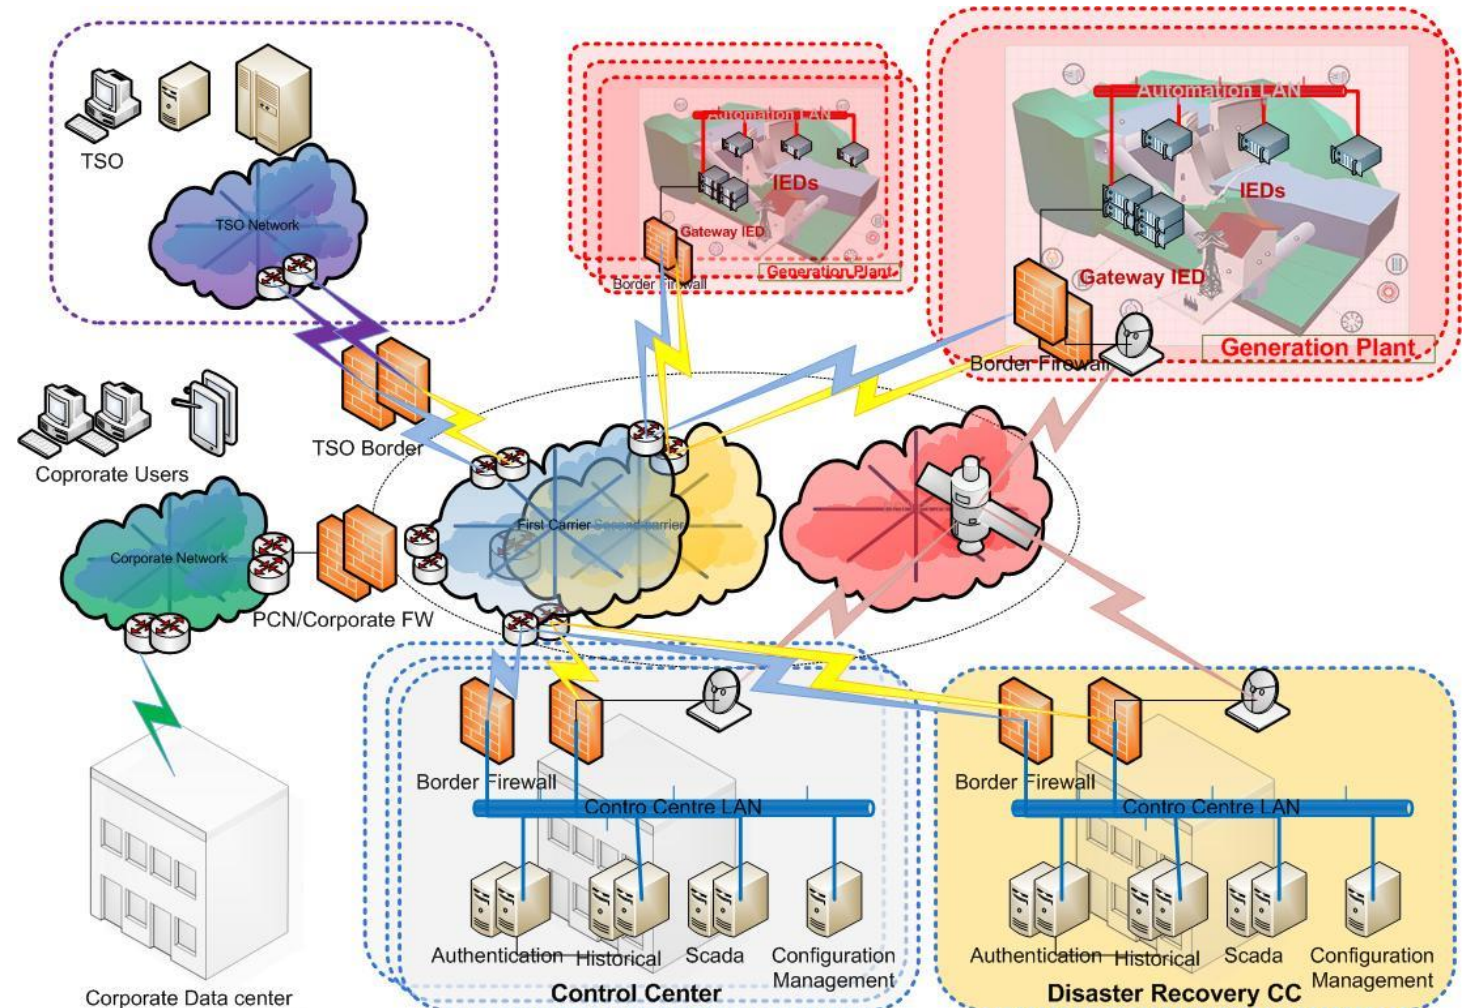 TSO
TSO Network
Automation LAN
IEDs
Gateway IED
Generation Plant
Border Firewall
Automation LAN
IEDs
Gateway IED
Generation Plant
Border Firewall
Coprorate Users
TSO Border
Corporate Network
PCN/Corporate FW
First Carrier
Second carrier
Border Firewall
Contro Centre LAN
Authentication
Historical
Scada
Configuration
Management
Control Center
Border Firewall
Contro Centre LAN
Authentication
Historical
Scada
Configuration
Management
Disaster Recovery CC
Corporate Data center